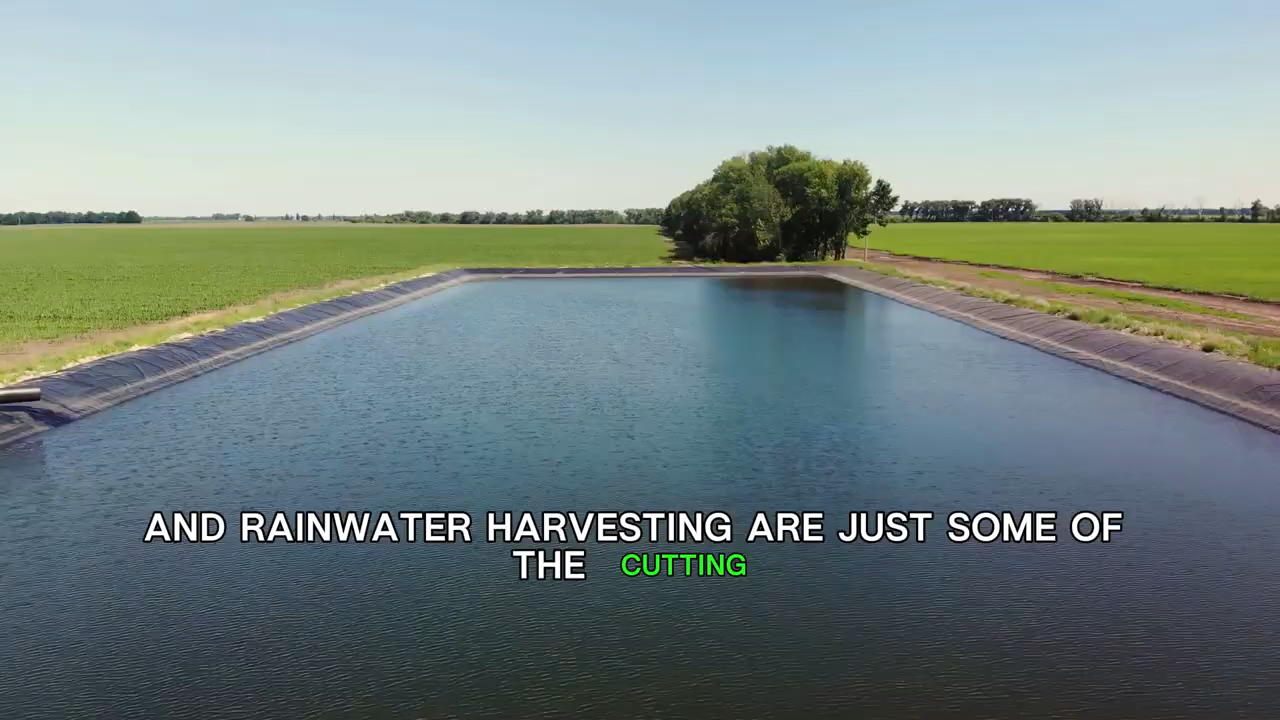 AND RAINWATER HARVESTING ARE JUST SOME OF
THE CUTTING